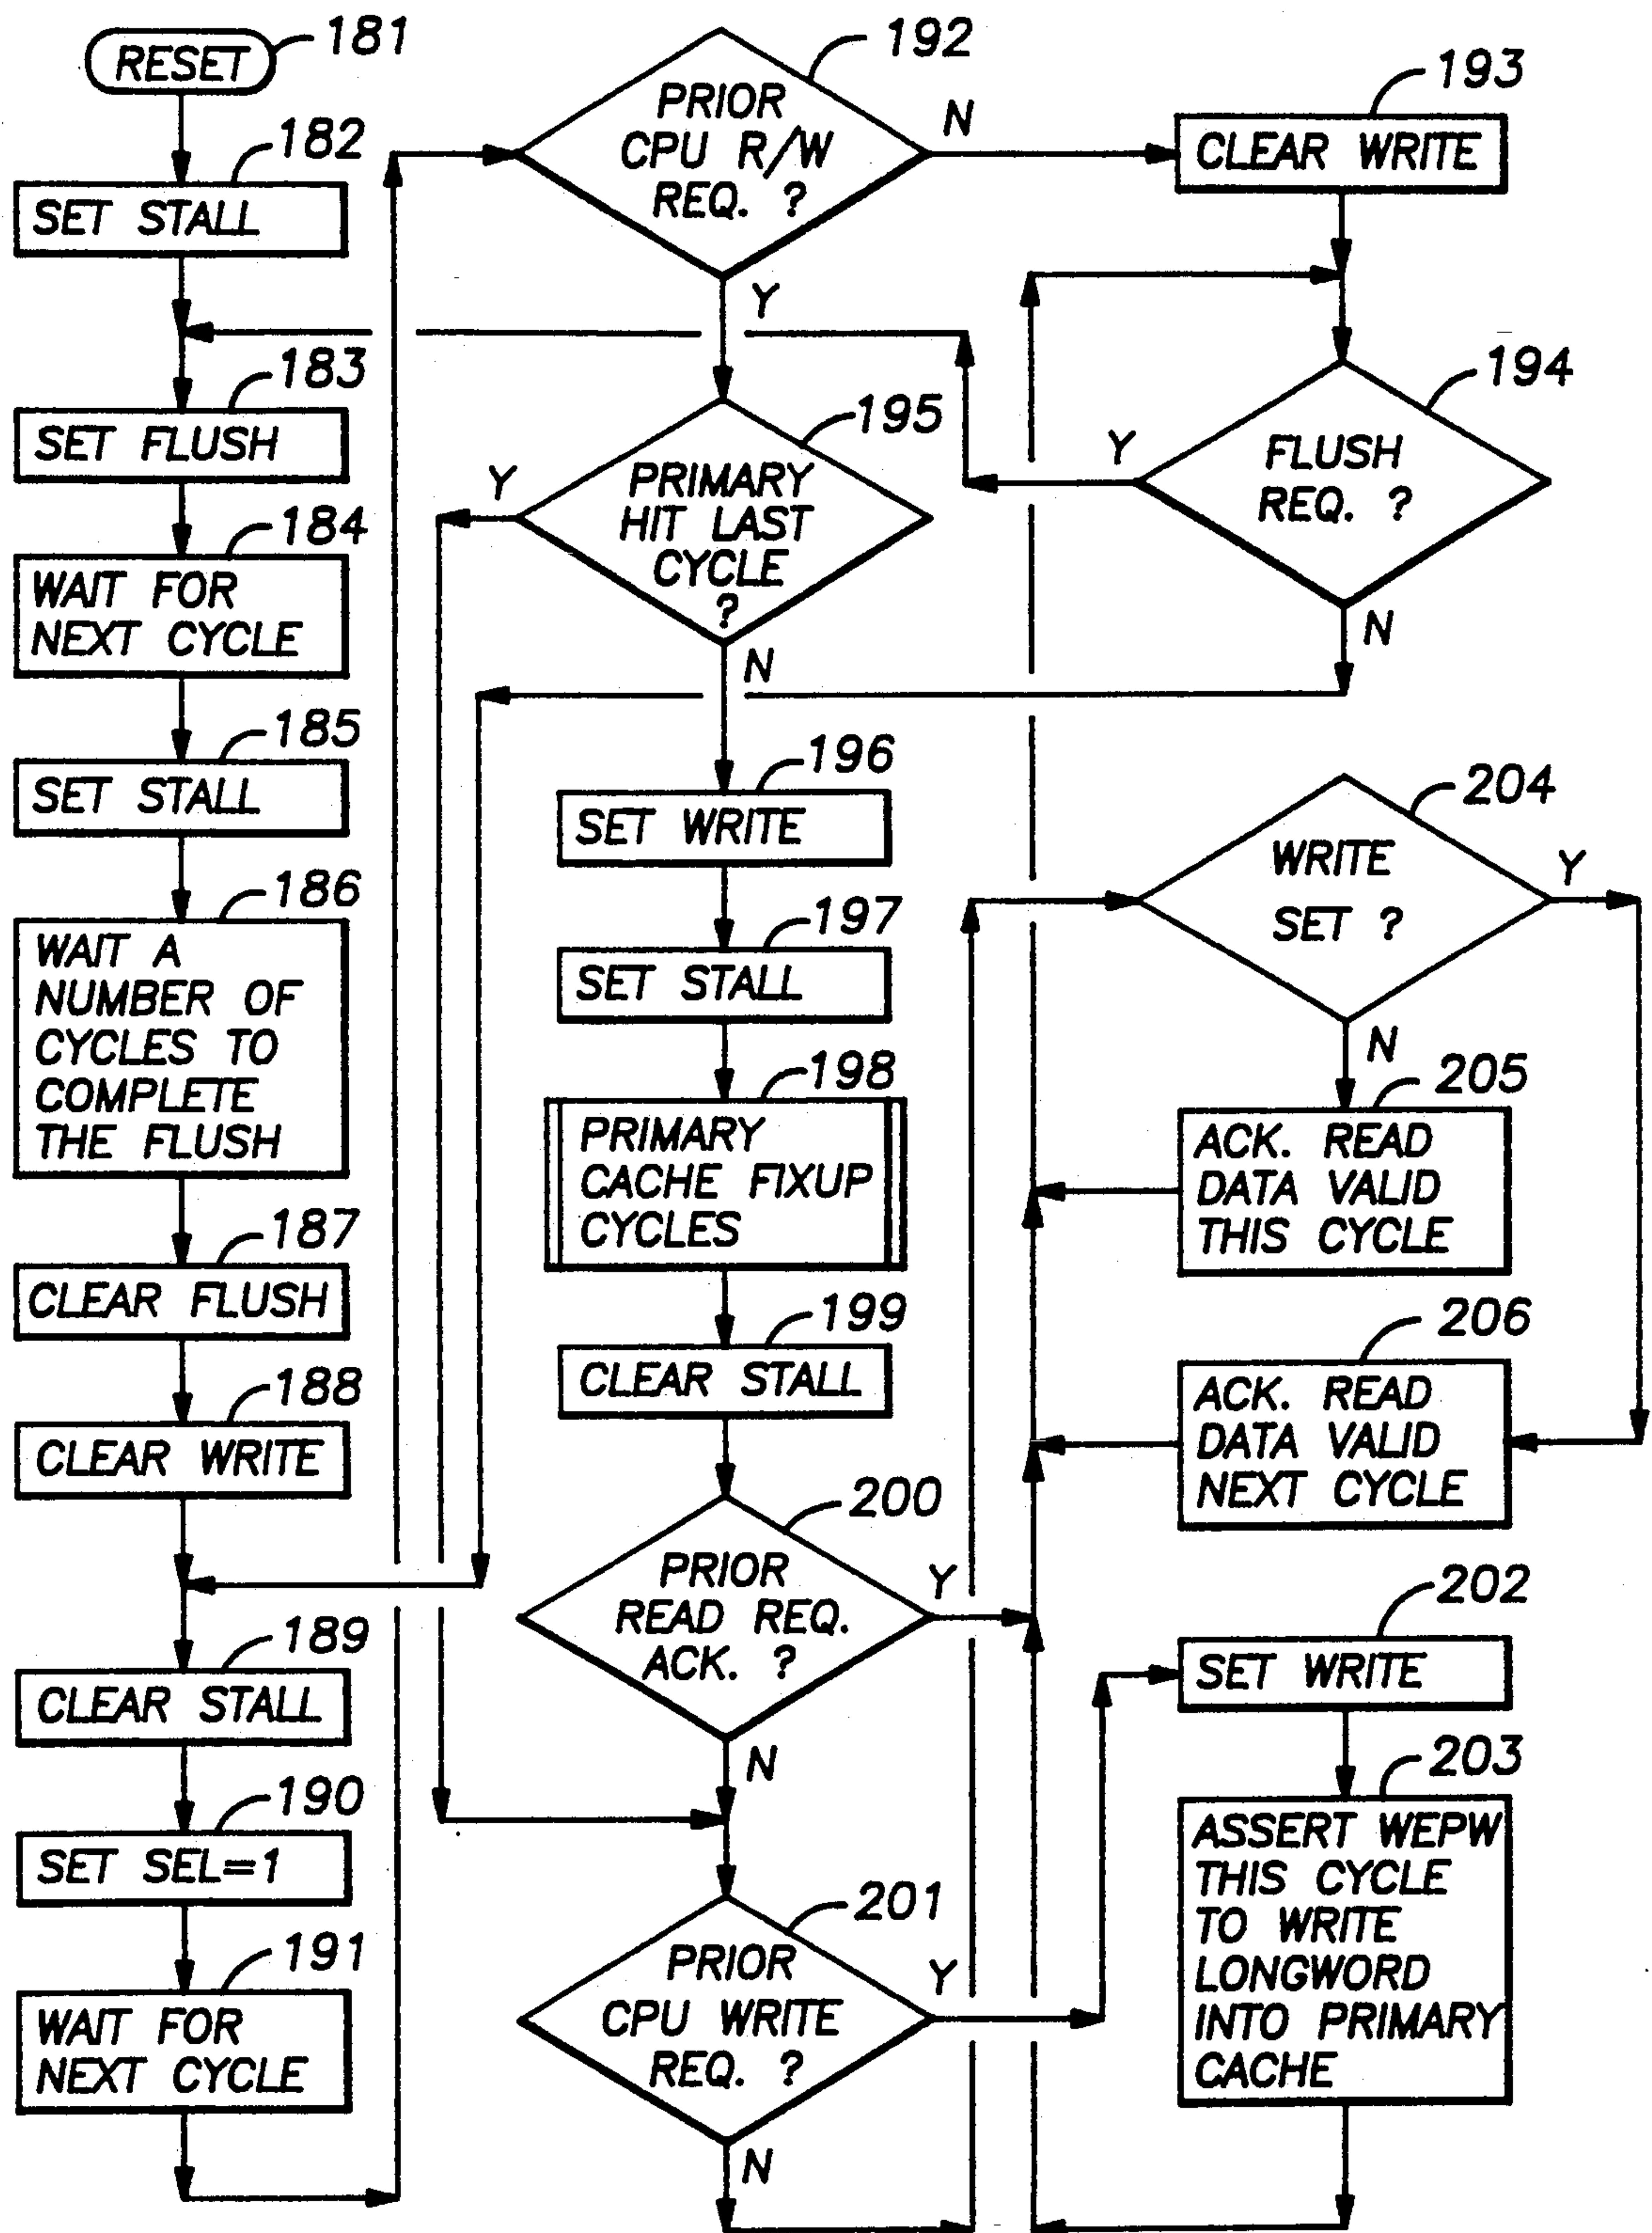 RESET
181
182
SET STALL
183
SET FLUSH
184
WAIT FOR
NEXT CYCLE
185
SET STALL
186
WAIT A
NUMBER OF
CYCLES TO
COMPLETE
THE FLUSH
187
CLEAR FLUSH
188
CLEAR WRITE
189
CLEAR STALL
190
SET SEL=1
191
WAIT FOR
NEXT CYCLE
192
PRIOR
CPU R/W
REQ. ?
N
Y
193
CLEAR WRITE
194
FLUSH
REQ. ?
Y
N
195
PRIMARY
HIT LAST
CYCLE
?
Y
N
196
SET WRITE
197
SET STALL
198
PRIMARY
CACHE FIXUP
CYCLES
199
CLEAR STALL
200
PRIOR
READ REQ.
ACK. ?
Y
N
201
PRIOR
CPU WRITE
REQ. ?
Y
N
204
WRITE
SET ?
Y
N
205
ACK. READ
DATA VALID
THIS CYCLE
206
ACK. READ
DATA VALID
NEXT CYCLE
202
SET WRITE
203
ASSERT WEPW
THIS CYCLE
TO WRITE
LONGWORD
INTO PRIMARY
CACHE